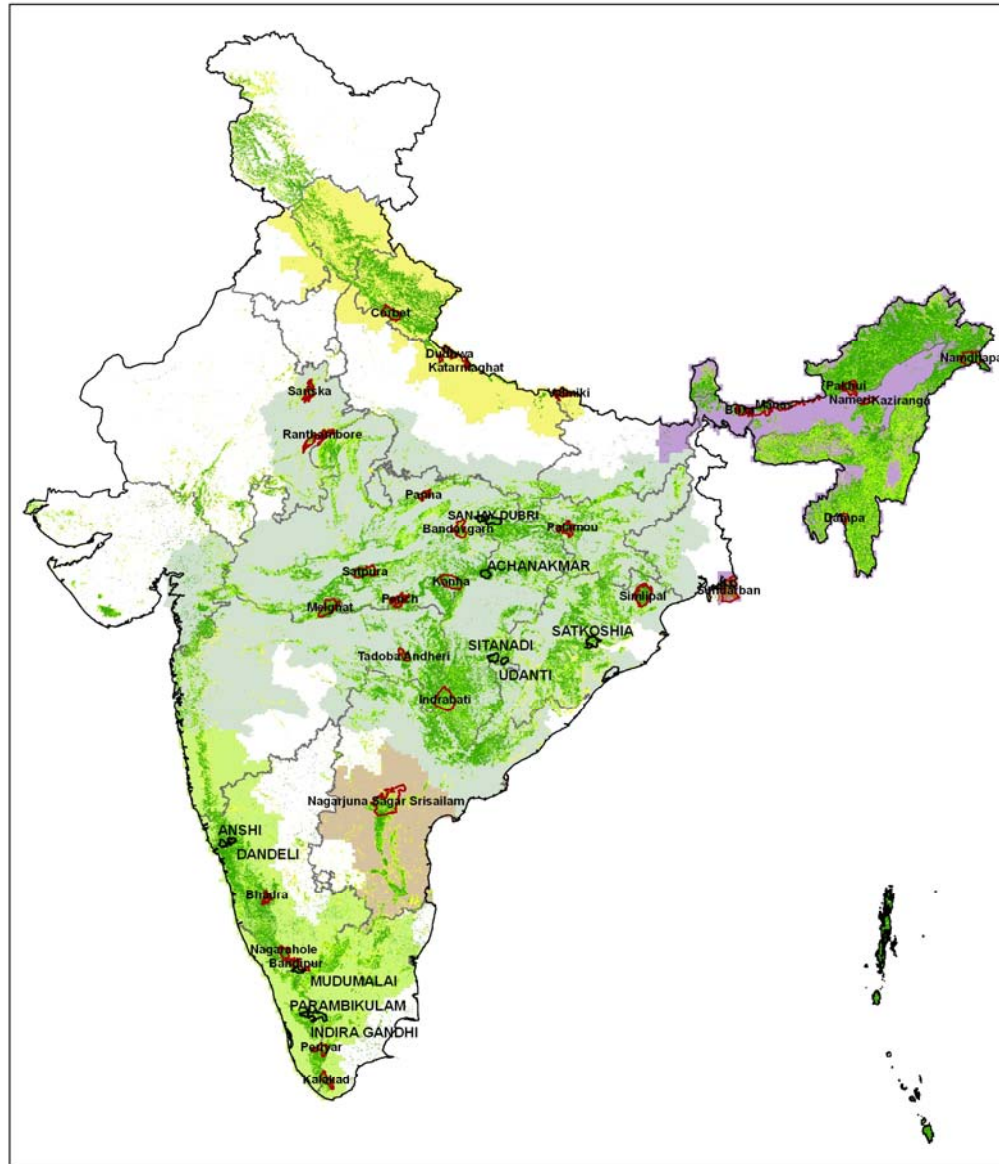 Corbet
Dudhwa
Katarniaghat
Valmiki
Namdhapa
Pakhui
Nameri Kaziranga
Buxa Manas
Dampa
Sariska
Ranthambore
Panna
SANJAY DUBRI
Bandavgarh
Palamau
ACHANAKMAR
Satpura
Kanha
Melghat
Pench
Simlipal
Sundarban
SATKOSHIA
SITANADI
Tadoba Andheri
UDANTI
Indrabati
Nagarjuna Sagar Srisailam
ANSHI
DANDELI
Bhadra
Nagarahole
Bandipur
MUDUMALAI
PARAMBIKULAM
INDIRA GANDHI
Periyar
Kalakad